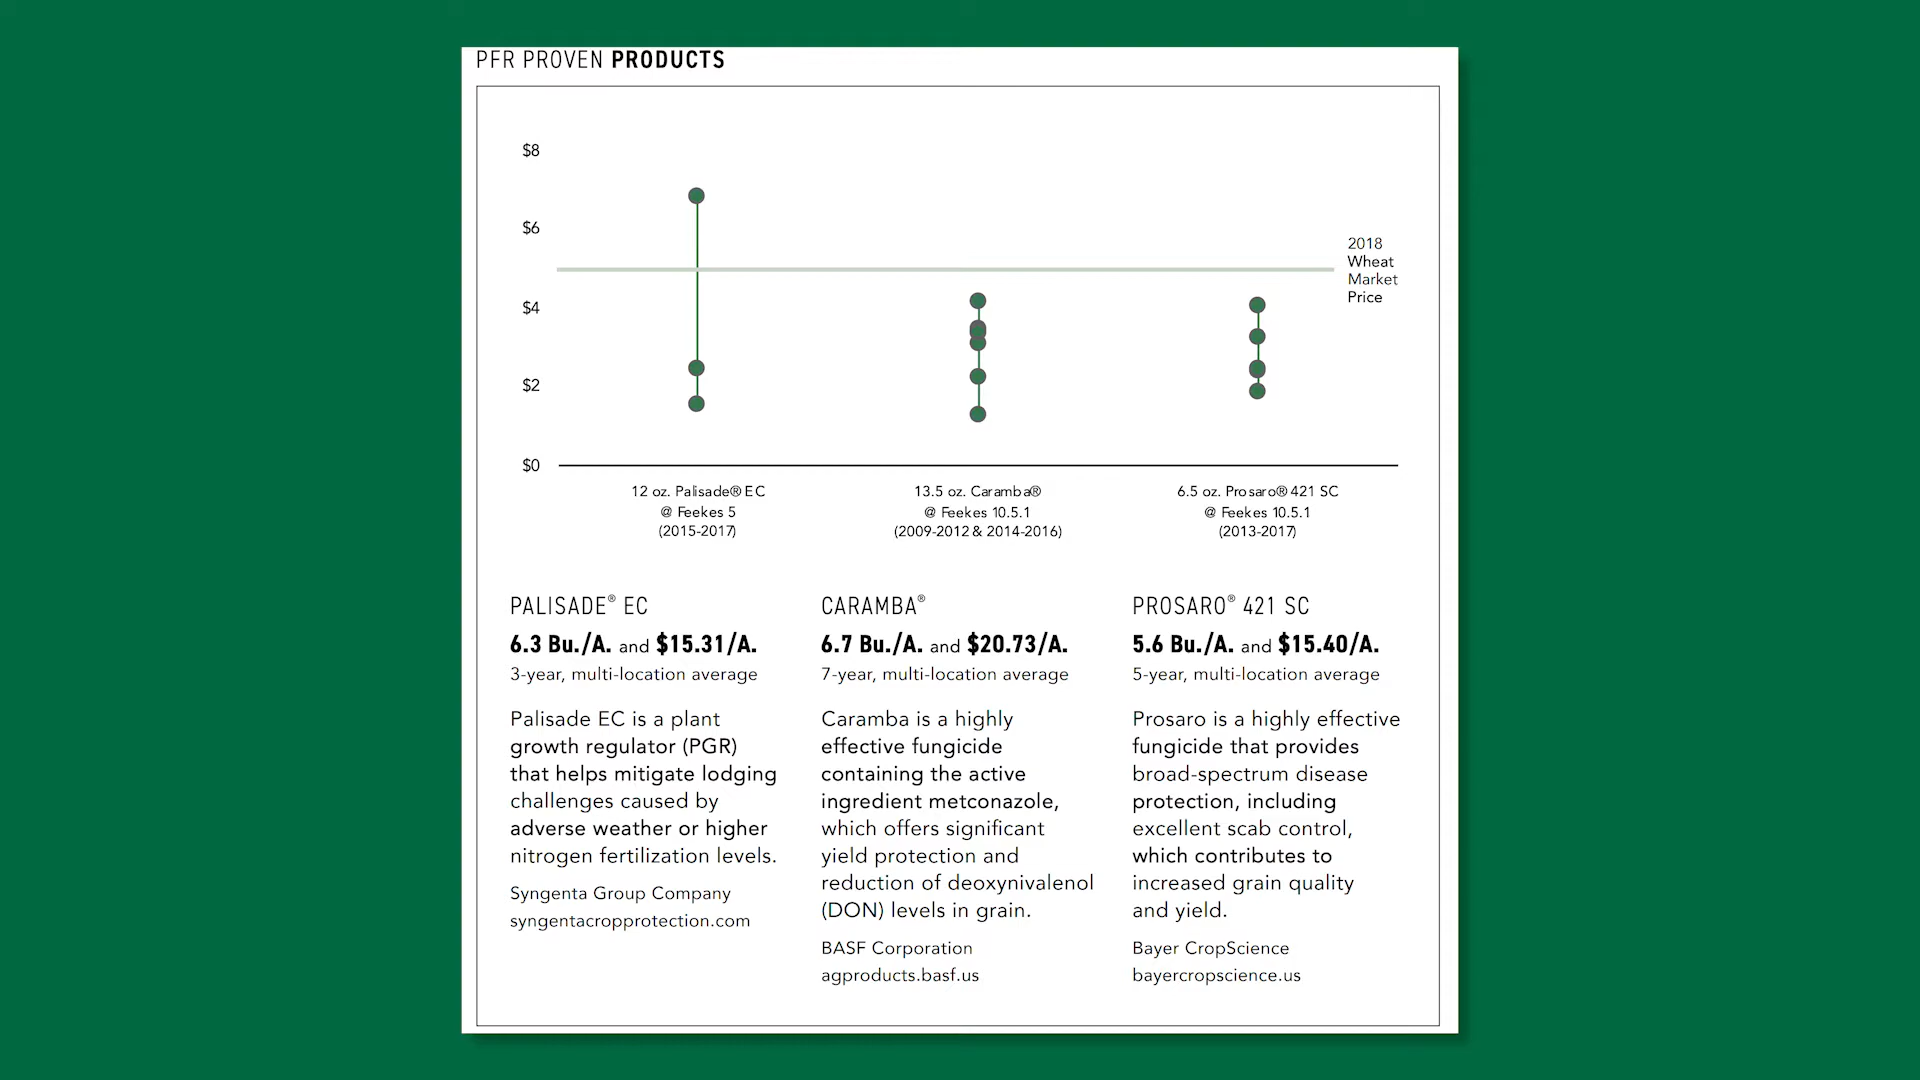 PFR PROVEN PRODUCTS
$8
$6
$4
$2
$0
2018
Wheat
Market
Price
12 oz. Palisade® EC
@ Feekes 5
(2015-2017)
13.5 oz. Caramba®
@ Feekes 10.5.1
(2009-2012 & 2014-2016)
6.5 oz. Prosaro® 421 SC
@ Feekes 10.5.1
(2013-2017)
PALISADE® EC
6.3 Bu./A. and $15.31/A.
3-year, multi-location average
Palisade EC is a plant
growth regulator (PGR)
that helps mitigate lodging
challenges caused by
adverse weather or higher
nitrogen fertilization levels.
Syngenta Group Company
syngentacropprotection.com
CARAMBA®
6.7 Bu./A. and $20.73/A.
7-year, multi-location average
Caramba is a highly
effective fungicide
containing the active
ingredient metconazole,
which offers significant
yield protection and
reduction of deoxynivalenol
(DON) levels in grain.
BASF Corporation
agproducts.basf.us
PROSARO® 421 SC
5.6 Bu./A. and $15.40/A.
5-year, multi-location average
Prosaro is a highly effective
fungicide that provides
broad-spectrum disease
protection, including
excellent scab control,
which contributes to
increased grain quality
and yield.
Bayer CropScience
bayercropscience.us